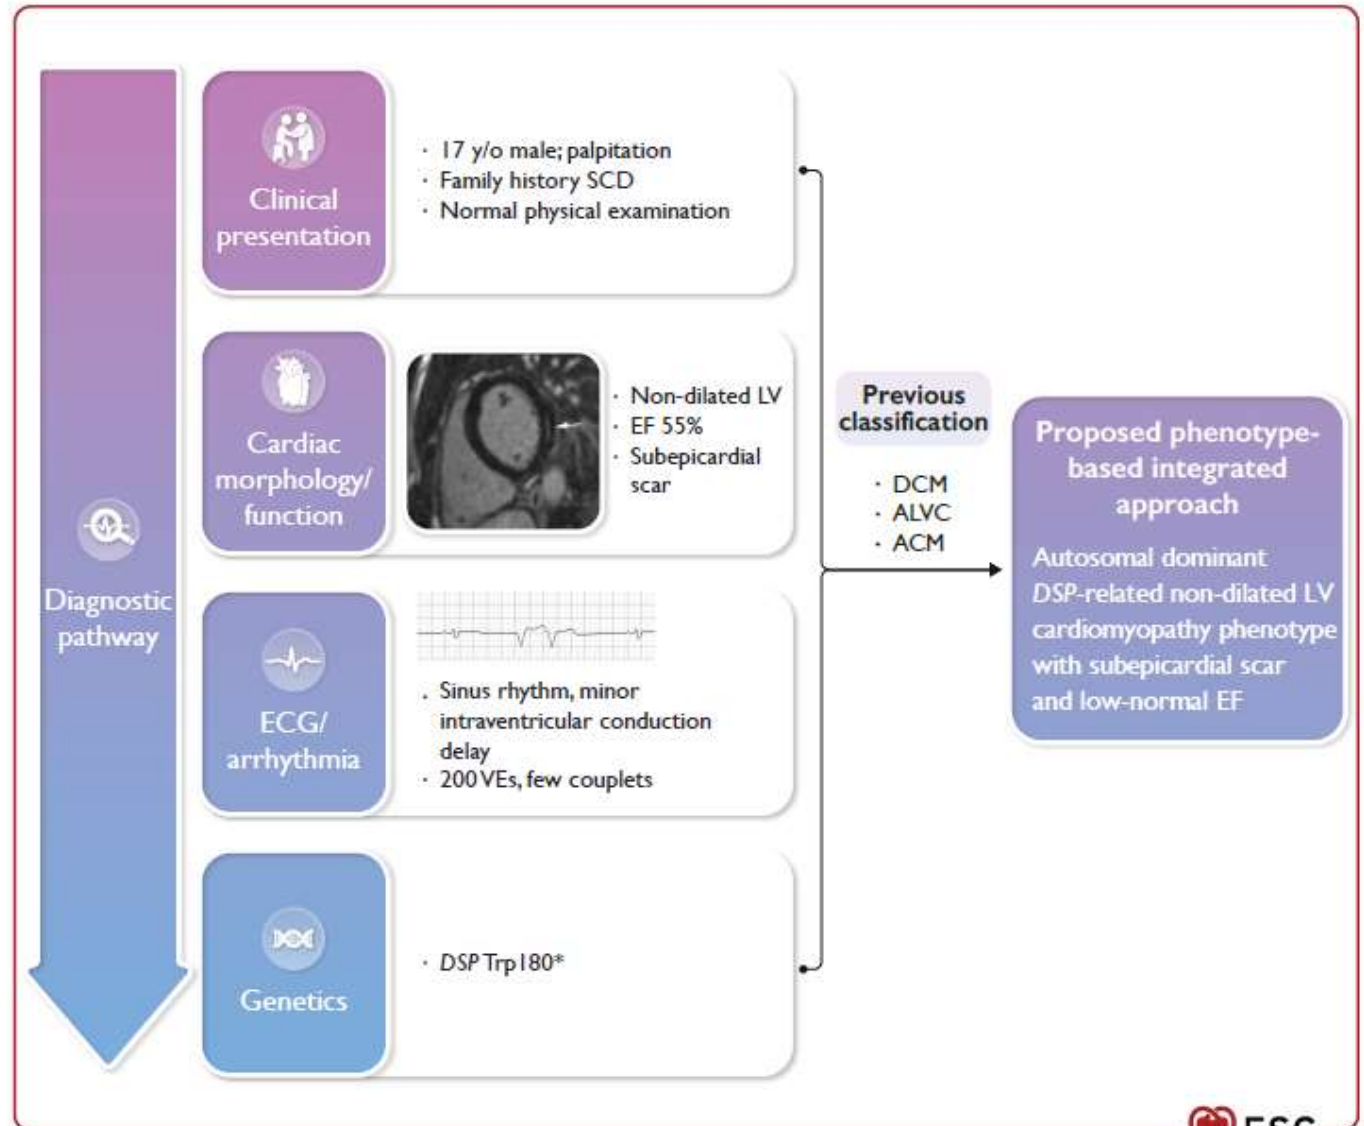 Diagnostic
pathway
Clinical
presentation
· 17 y/o male; palpitation
· Family history SCD
· Normal physical examination
Cardiac
morphology/
function
· Non-dilated LV
· EF 55%
· Subepicardial
scar
ECG/
arrhythmia
. Sinus rhythm, minor
intraventricular conduction
delay
· 200 VEs, few couplets
Genetics
· DSP Trp180*
Previous
classification
· DCM
· ALVC
· ACM
Proposed phenotype-
based integrated
approach
Autosomal dominant
DSP-related non-dilated LV
cardiomyopathy phenotype
with subepicardial scar
and low-normal EF
ESC